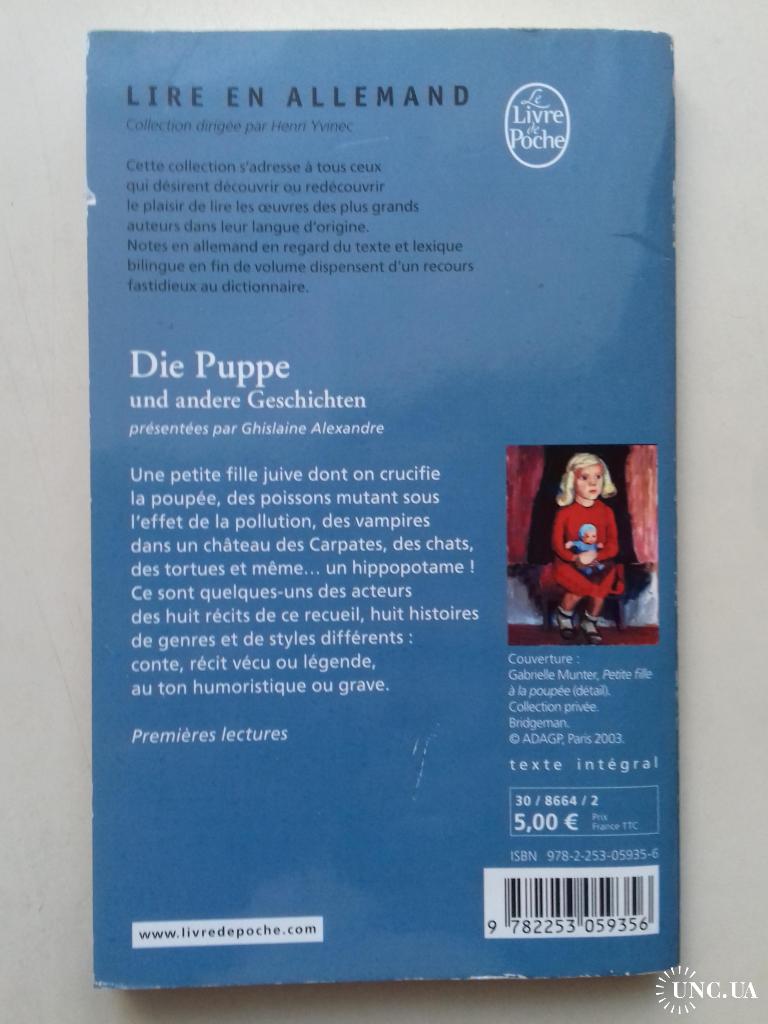 LIRE EN ALLEMAND
Collection dirigée par Henri Yvinec
Le
Livre
de
Poche
Cette collection s'adresse à tous ceux
qui désirent découvrir ou redécouvrir
le plaisir de lire les œuvres des plus grands
auteurs dans leur langue d'origine.
Notes en allemand en regard du texte et lexique
bilingue en fin de volume dispensent d'un recours
fastidieux au dictionnaire.
Die Puppe
und andere Geschichten
présentées par Ghislaine Alexandre
Une petite fille juive dont on crucifie
la poupée, des poissons mutant sous
l'effet de la pollution, des vampires
dans un château des Carpates, des chats,
des tortues et même... un hippopotame !
Ce sont quelques-uns des acteurs
des huit récits de ce recueil, huit histoires
de genres et de styles différents :
conte, récit vécu ou légende,
au ton humoristique ou grave.
Premières lectures
Couverture :
Gabrielle Munter, Petite fille
à la poupée (détail).
Collection privée.
Bridgeman.
© ADAGP, Paris 2003.
texte intégral
30 / 8664 / 2
5,00 € Prix
France TTC
ISBN 978-2-253-05935-6
9 782253 059356
www.livredepoche.com
UNC.UA